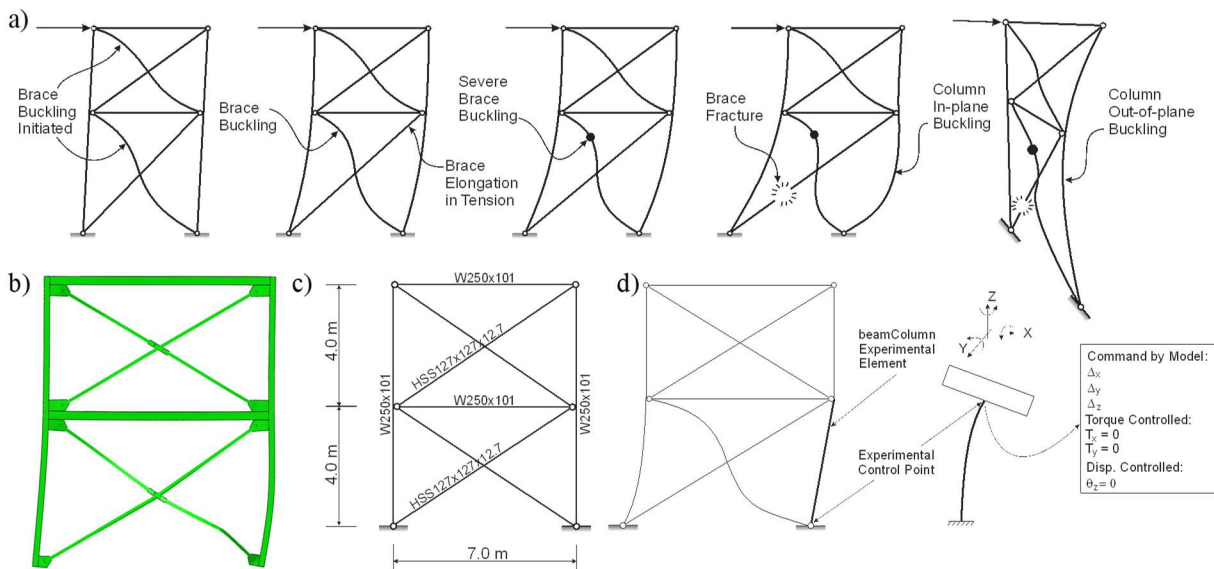 a)
Brace
Buckling
Initiated
Brace
Buckling
Brace
Elongation
in Tension
Severe
Brace
Buckling
Brace
Fracture
Column
In-plane
Buckling
Column
Out-of-plane
Buckling
b)
c)
W250x101
4.0 m
HSS127x127x12.7
W250x101
W250x101
W250x101
4.0 m
HSS127x127x12.7
7.0 m
d)
beamColumn
Experimental
Element
Experimental
Control Point
Z
X
Y
Command by Model:
Δx
Δy
Δz
Torque Controlled:
Tx = 0
Ty = 0
Disp. Controlled:
θz = 0